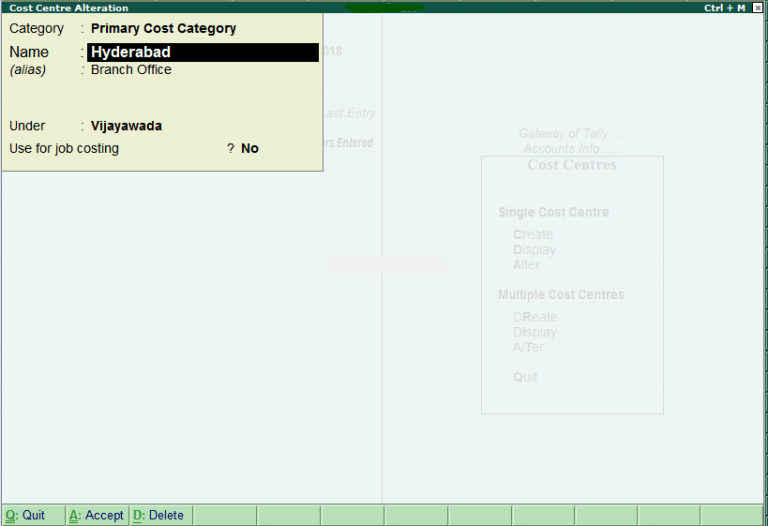 Cost Centre Alteration Ctrl + M
Category : Primary Cost Category
Name : Hyderabad
(alias) : Branch Office
Under : Vijayawada
Use for job costing ? No
018
Last Entry
rs Entered
Gateway of Tally ....
Accounts Info. ....
Cost Centres
Single Cost Centre
Create
Display
Alter
Multiple Cost Centres
CReate
DIsplay
AlTer
Quit
Q: Quit A: Accept D: Delete